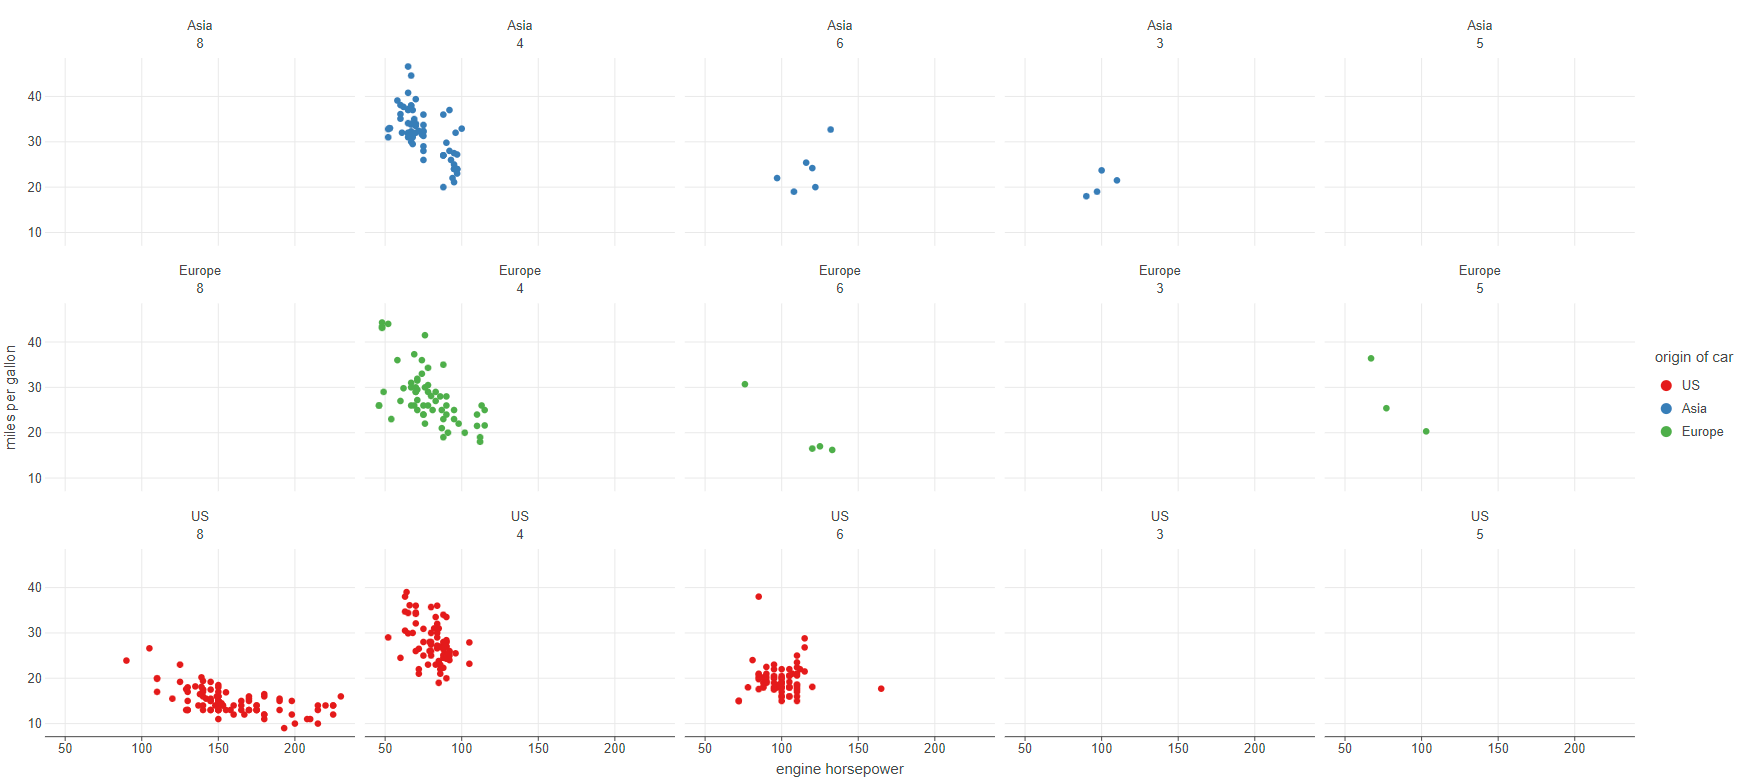 Asia Asia Asia Asia Asia
8 4 6 3 5
40
30
20
10
Europe Europe Europe Europe Europe
8 4 6 3 5
40
30
20
10
US US US US US
8 4 6 3 5
40
30
20
10
50 100 150 200 50 100 150 200 50 100 150 200 50 100 150 200 50 100 150 200
engine horsepower
miles per gallon
origin of car
US
Asia
Europe